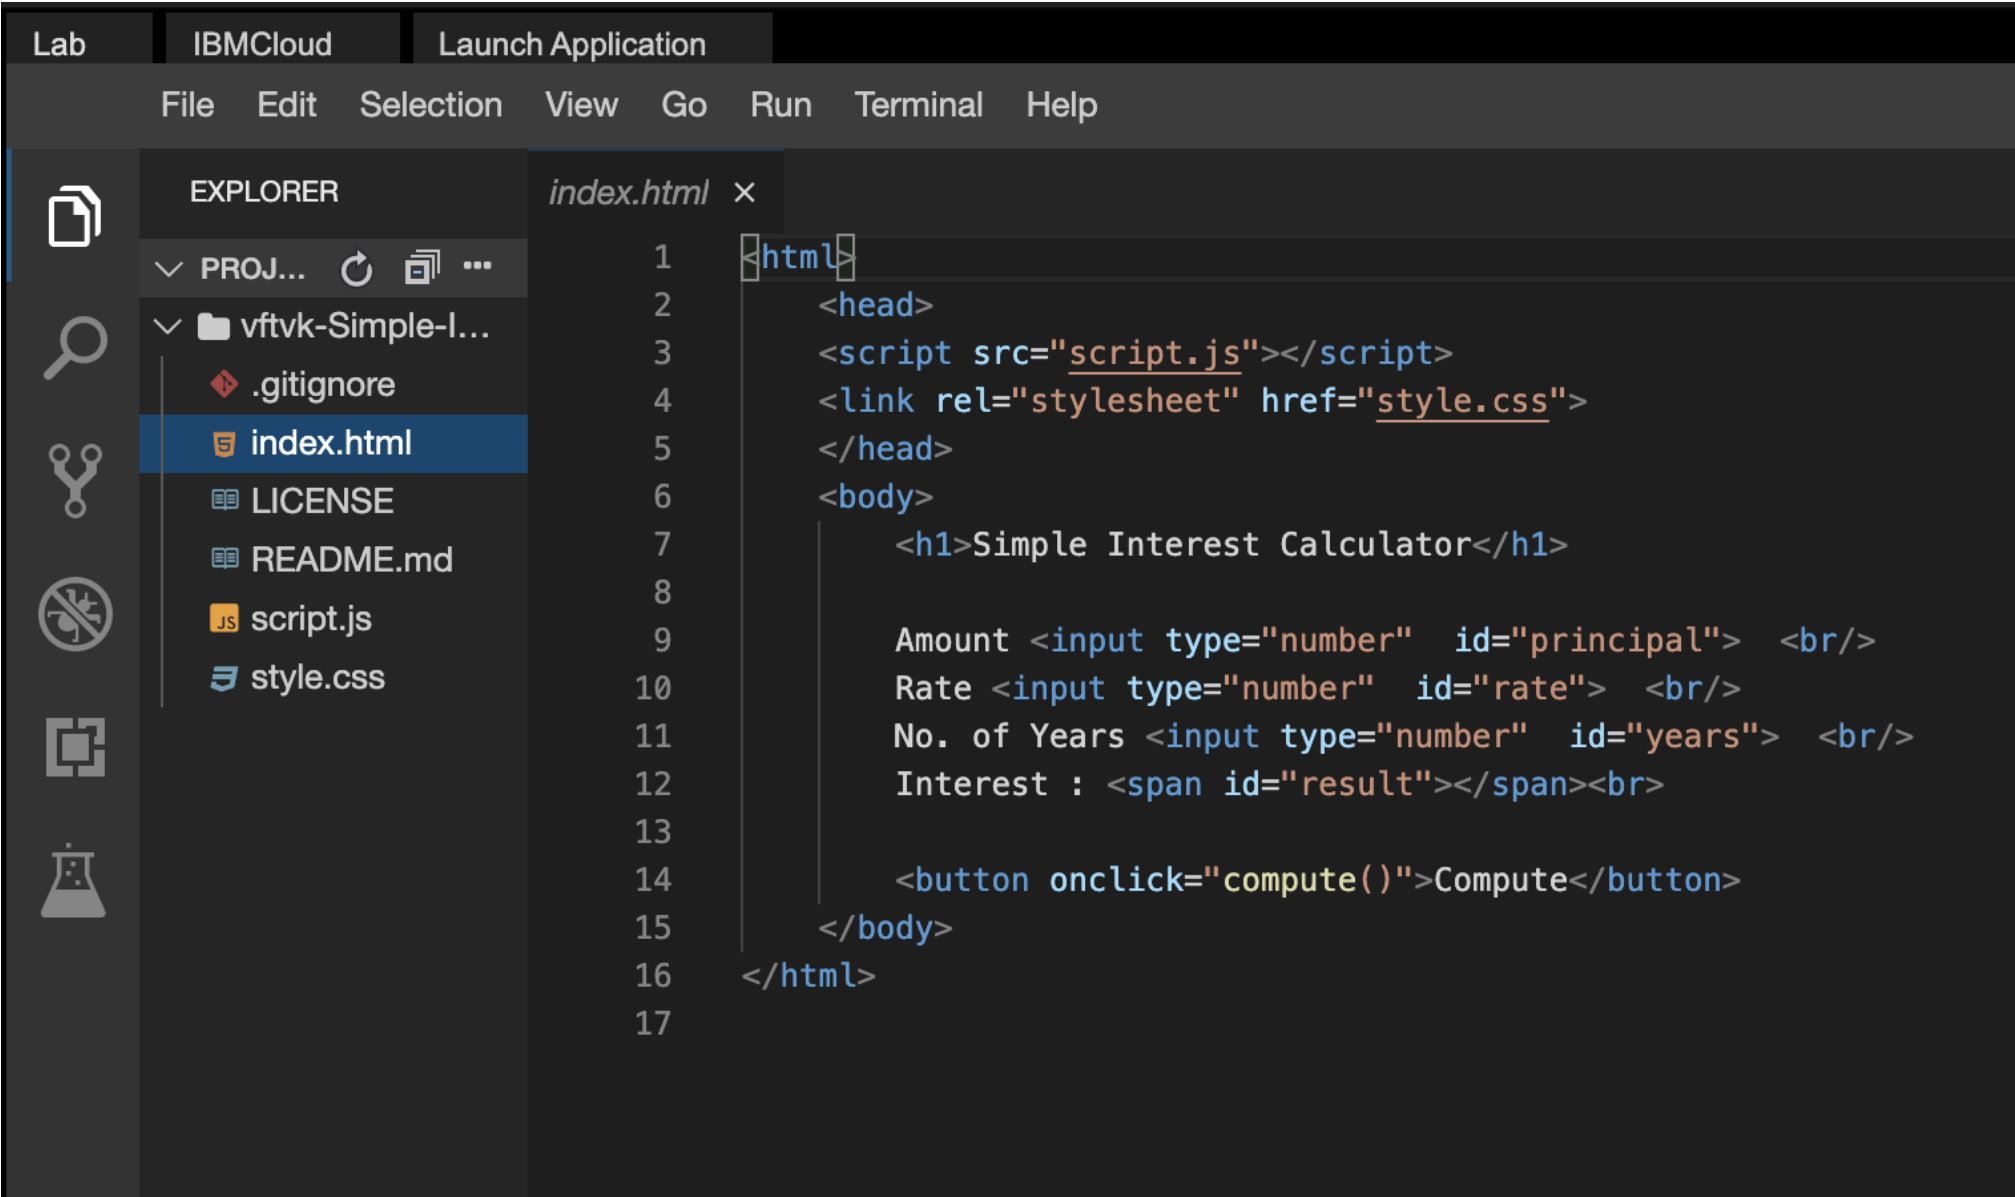 Lab IBMCloud Launch Application
File Edit Selection View Go Run Terminal Help
EXPLORER
PROJ...
vftvk-Simple-I...
.gitignore
index.html
LICENSE
README.md
JS script.js
style.css
index.html
1 <html>
2 <head>
3 <script src="script.js"></script>
4 <link rel="stylesheet" href="style.css">
5 </head>
6 <body>
7 <h1>Simple Interest Calculator</h1>
8
9 Amount <input type="number"  id="principal">  <br/>
10 Rate <input type="number"  id="rate">  <br/>
11 No. of Years <input type="number"  id="years">  <br/>
12 Interest : <span id="result"></span><br>
13
14 <button onclick="compute()">Compute</button>
15 </body>
16 </html>
17